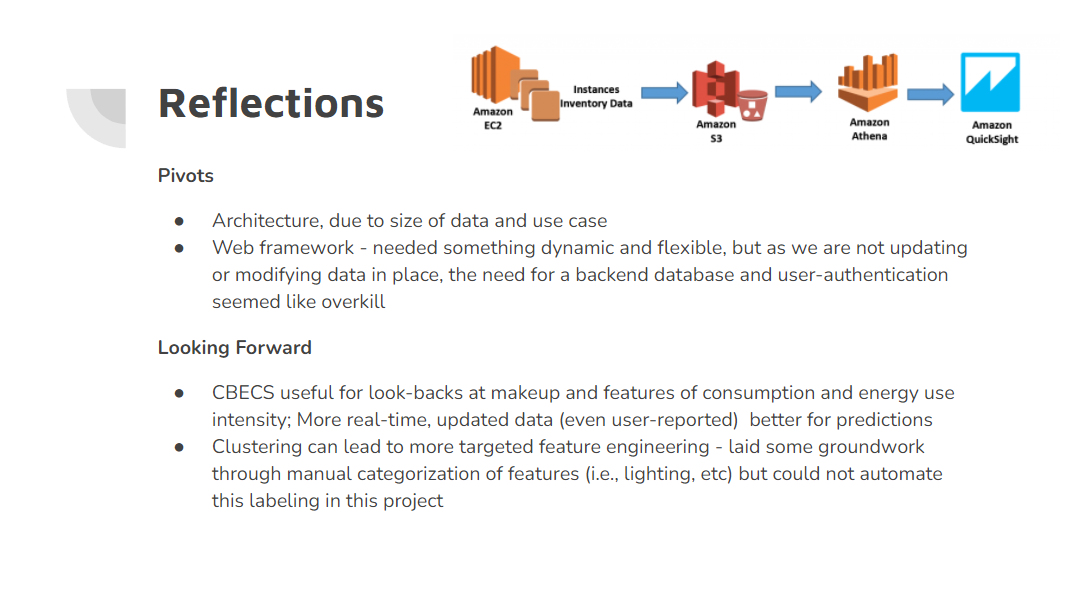 Reflections
Amazon
EC2
Instances
Inventory Data
Amazon
S3
Amazon
Athena
Amazon
QuickSight
Pivots
● Architecture, due to size of data and use case
● Web framework - needed something dynamic and flexible, but as we are not updating
or modifying data in place, the need for a backend database and user-authentication
seemed like overkill
Looking Forward
● CBECS useful for look-backs at makeup and features of consumption and energy use
intensity; More real-time, updated data (even user-reported)  better for predictions
● Clustering can lead to more targeted feature engineering - laid some groundwork
through manual categorization of features (i.e., lighting, etc) but could not automate
this labeling in this project